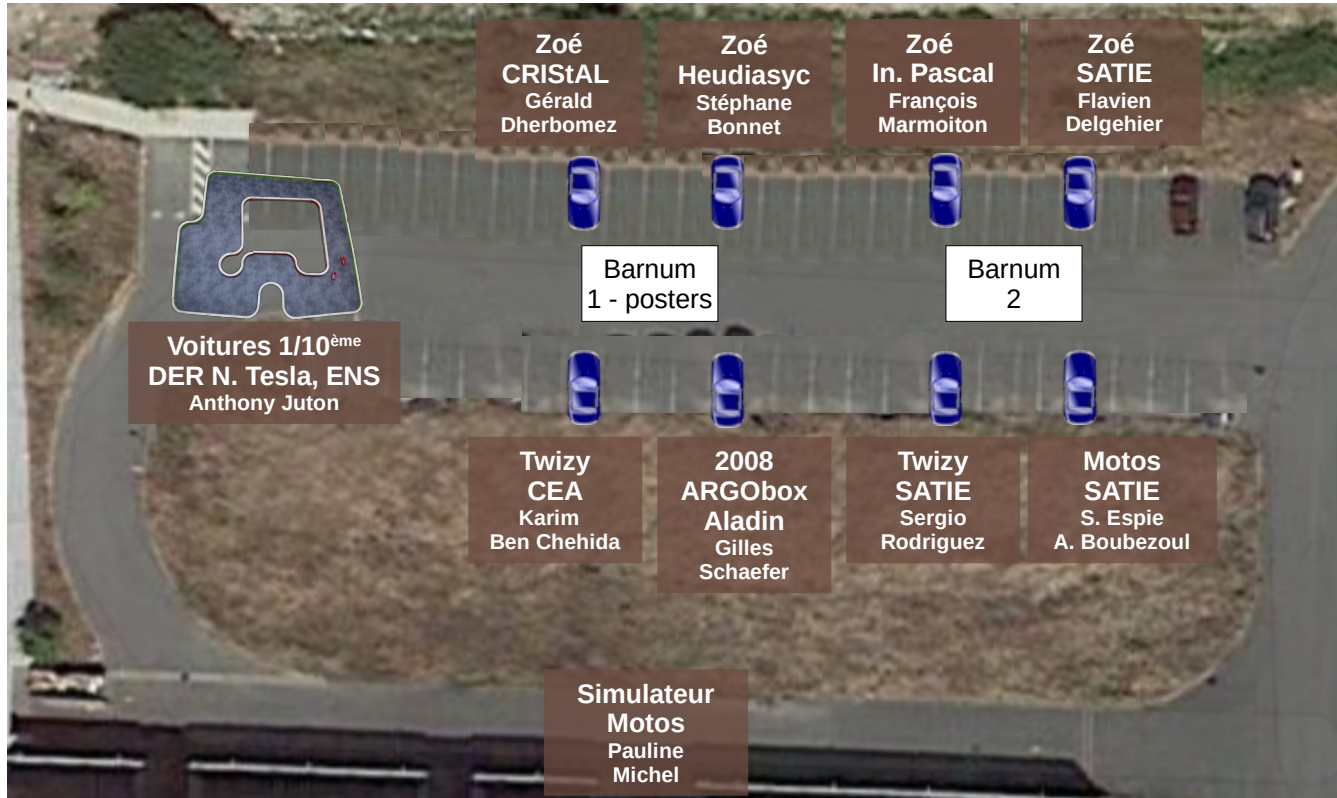 Zoé
CRIStAL
Gérald
Dherbomez
Zoé
Heudiasyc
Stéphane
Bonnet
Zoé
In. Pascal
François
Marmoiton
Zoé
SATIE
Flavien
Delgehier
Barnum
1 - posters
Barnum
2
Voitures 1/10ème
DER N. Tesla, ENS
Anthony Juton
Twizy
CEA
Karim
Ben Chehida
2008
ARGObox
Aladin
Gilles
Schaefer
Twizy
SATIE
Sergio
Rodriguez
Motos
SATIE
S. Espie
A. Boubezoul
Simulateur
Motos
Pauline
Michel